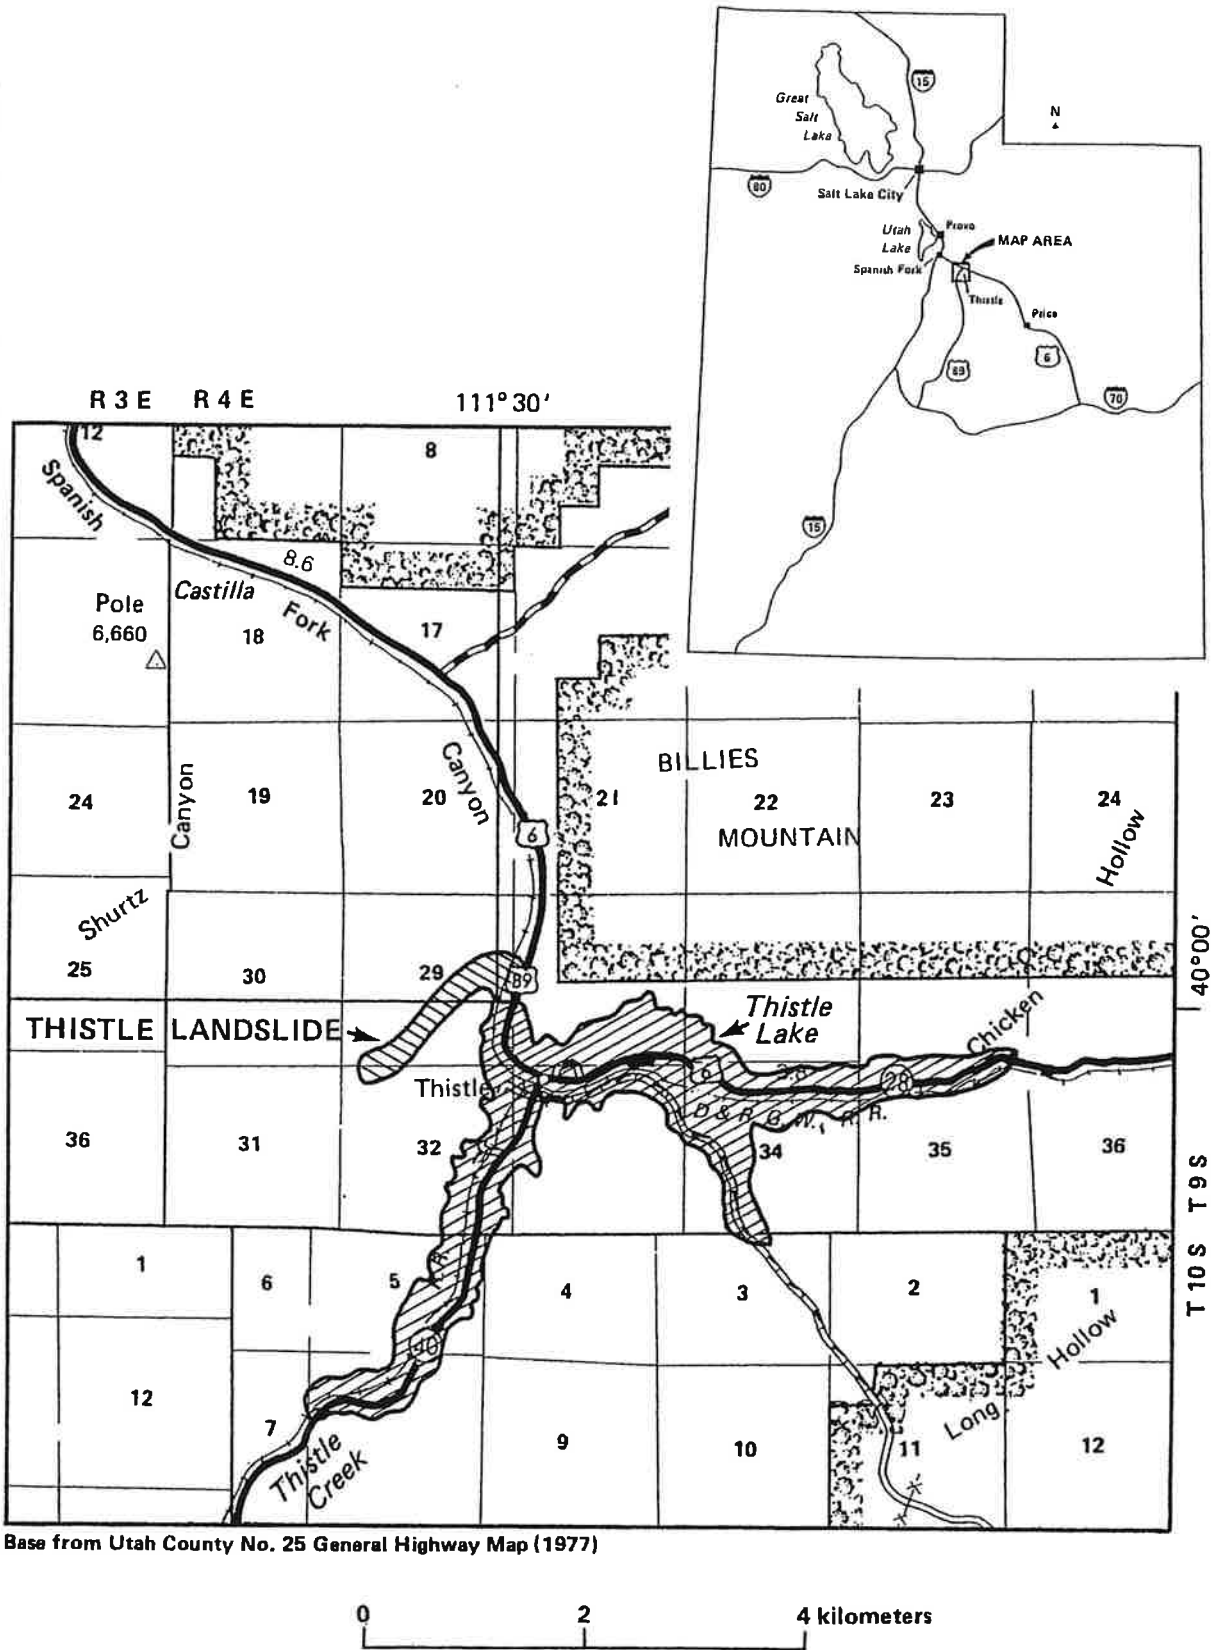 15
Great
Salt
Lake
N
80
Salt Lake City
Utah
Lake
Provo
MAP AREA
Spanish Fork
Thistle
Price
89
6
70
15
R 3 E R 4 E 111° 30'
12
8
Spanish
8.6
Castilla
Fork
Pole
6,660
18
17
Canyon
BILLIES
MOUNTAIN
24
Canyon
19
20
21
22
23
24
6
Hollow
Shurtz
25
30
29
89
40°00'
THISTLE LANDSLIDE
Thistle
Lake
Chicken
Thistle
6
3.8
28
D & R. G. W., R. R.
36
31
32
34
35
36
T 9 S
T 10 S
1
6
5
4
3
2
1
Hollow
40
12
7
Thistle
Creek
9
10
11
Long
12
Base from Utah County No. 25 General Highway Map (1977)
0 2 4 kilometers